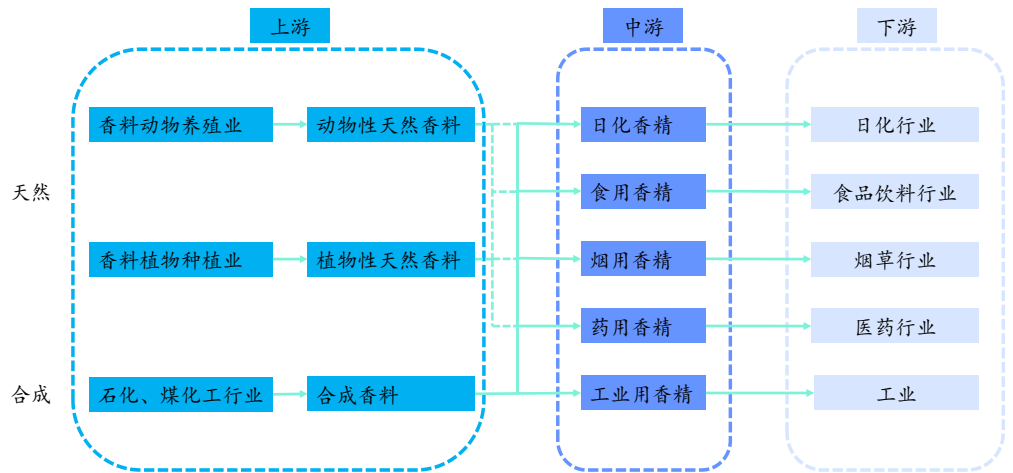 上游
中游
下游
香料动物养殖业
动物性天然香料
日化香精
日化行业
天然
食用香精
食品饮料行业
香料植物种植业
植物性天然香料
烟用香精
烟草行业
药用香精
医药行业
合成
石化、煤化工行业
合成香料
工业用香精
工业